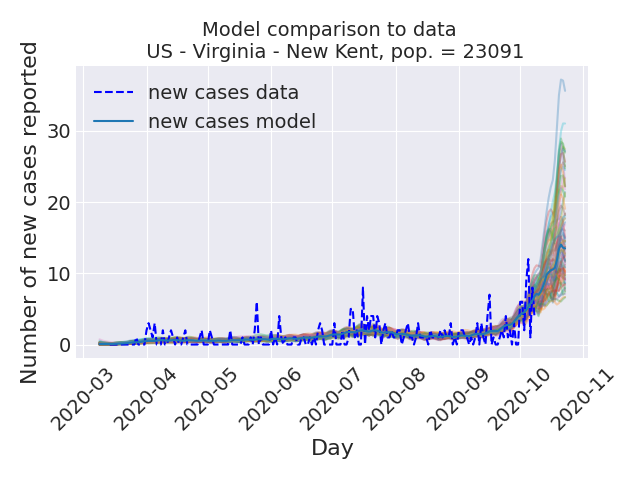 Model comparison to data
US - Virginia - New Kent, pop. = 23091
Number of new cases reported
new cases data
new cases model
30
20
10
0
2020-03
2020-04
2020-05
2020-06
2020-07
2020-08
2020-09
2020-10
2020-11
Day